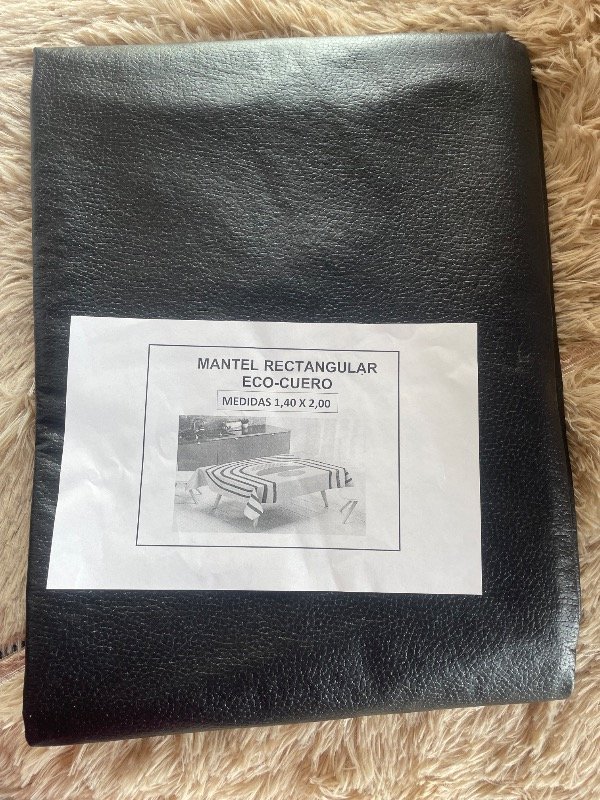 MANTEL RECTANGULAR
ECO-CUERO
MEDIDAS 1,40 X 2,00